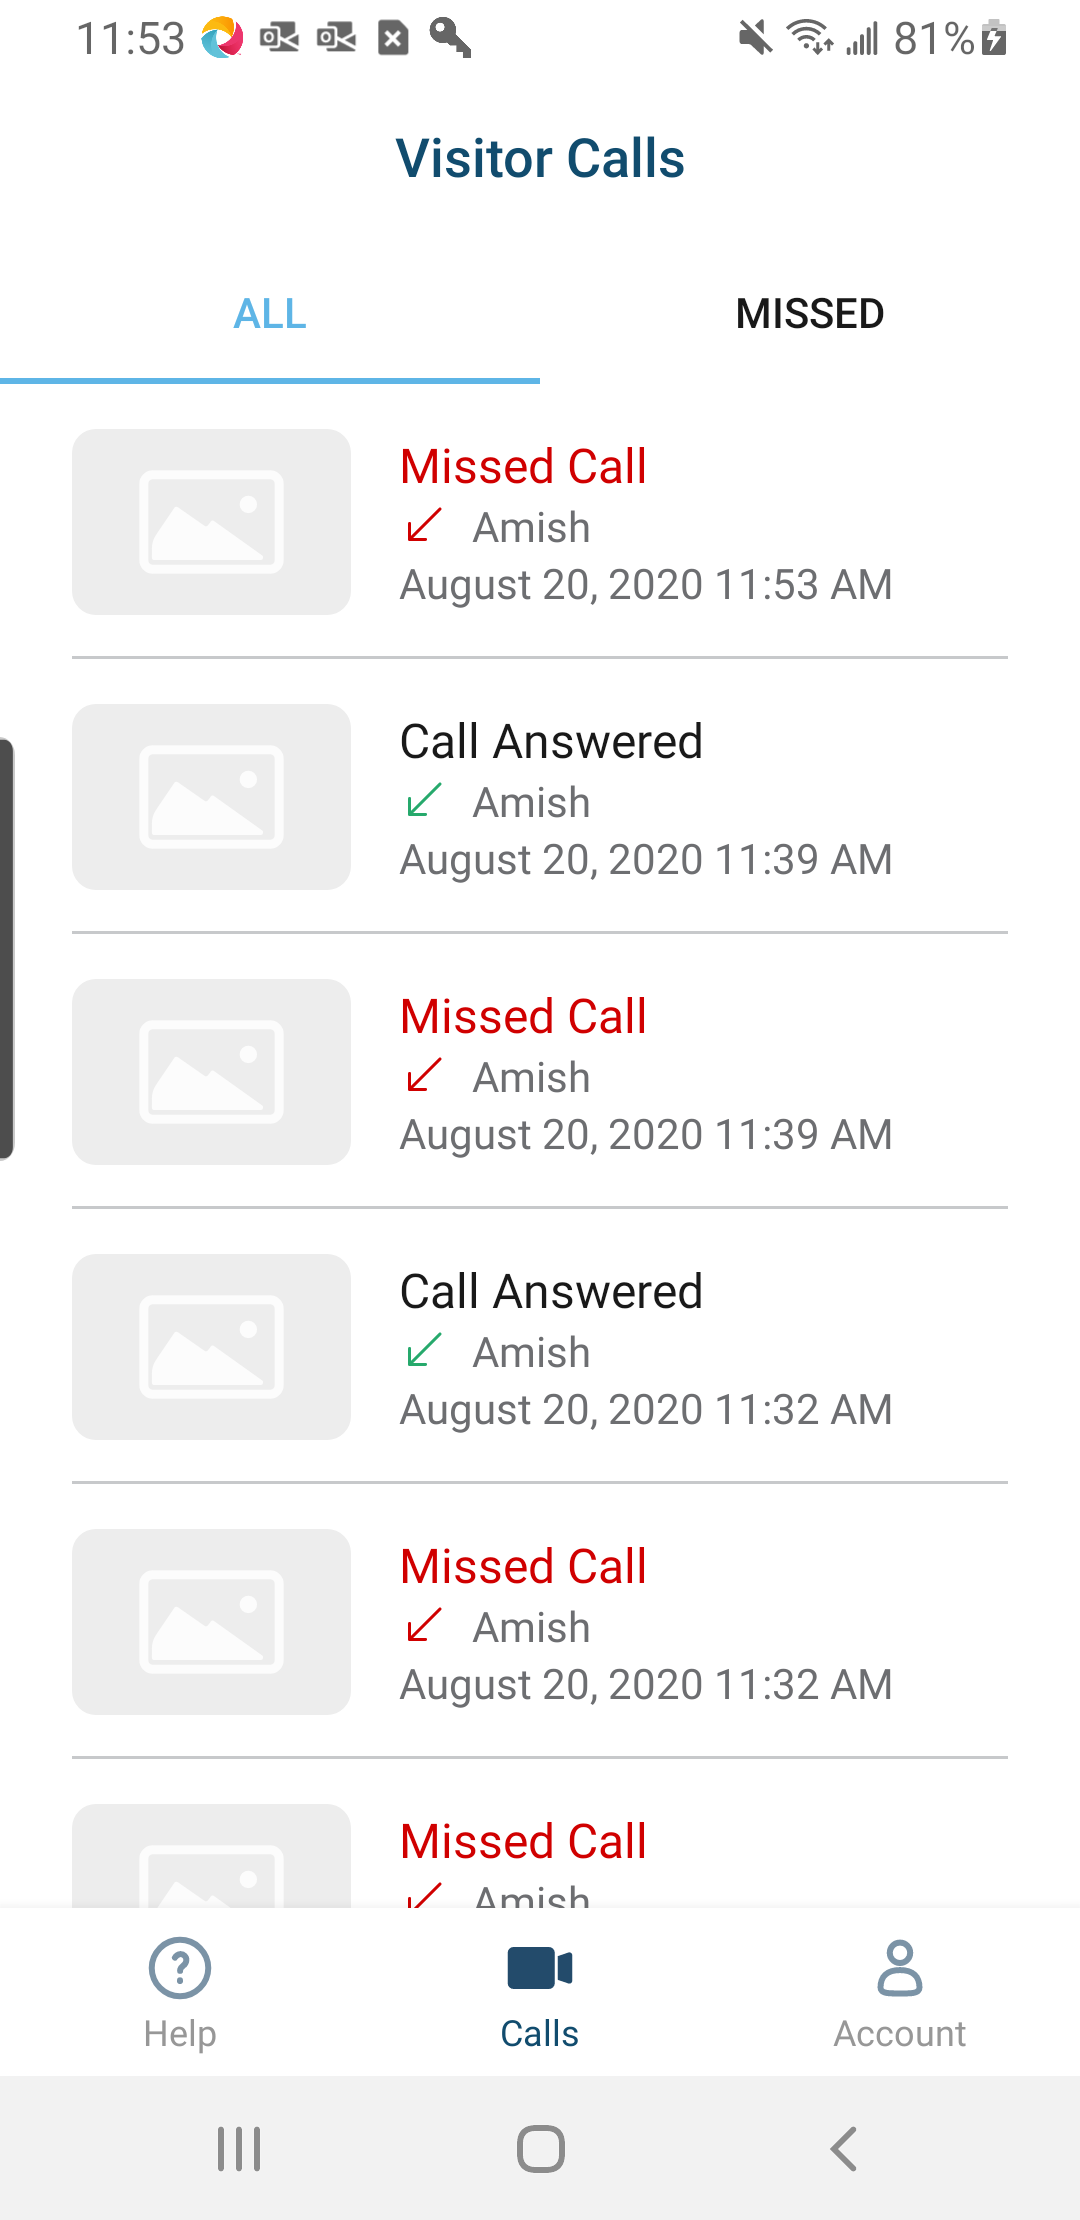 11:53 81%
Visitor Calls
ALL MISSED
Missed Call
Amish
August 20, 2020 11:53 AM
Call Answered
Amish
August 20, 2020 11:39 AM
Missed Call
Amish
August 20, 2020 11:39 AM
Call Answered
Amish
August 20, 2020 11:32 AM
Missed Call
Amish
August 20, 2020 11:32 AM
Missed Call
Amish
Help Calls Account